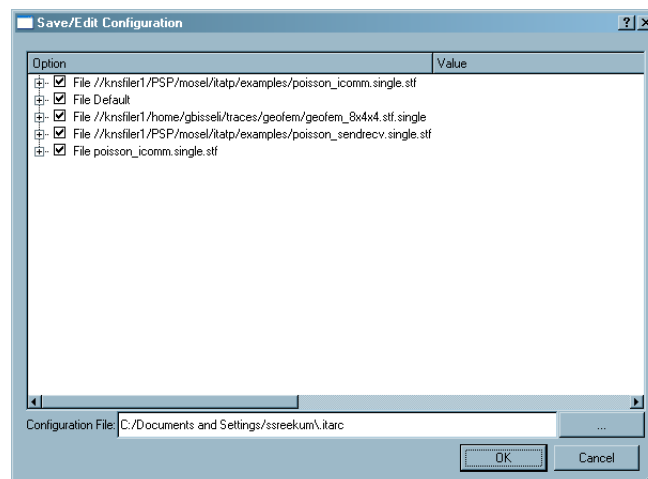 Save/Edit Configuration
Option Value
File //knsfiler1/PSP/mosel/itatp/examples/poisson_icomm.single.stf
File Default
File //knsfiler1/home/gbisseli/traces/geofem/geofem_8x4x4.stf.single
File //knsfiler1/PSP/mosel/itatp/examples/poisson_sendrecv.single.stf
File poisson_icomm.single.stf
Configuration File: C:/Documents and Settings/ssreekum\.itarc ...
OK Cancel